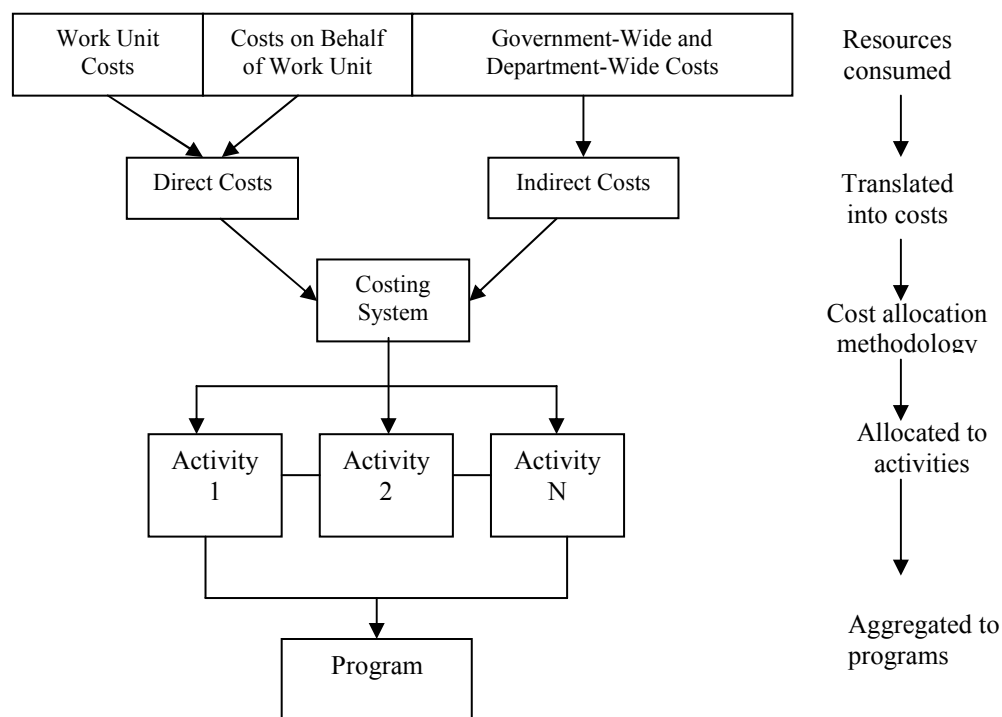 Work Unit
Costs
Costs on Behalf
of Work Unit
Government-Wide and
Department-Wide Costs
Resources
consumed
Direct Costs
Indirect Costs
Translated
into costs
Costing
System
Cost allocation
methodology
Activity
1
Activity
2
Activity
N
Allocated to
activities
Program
Aggregated to
programs